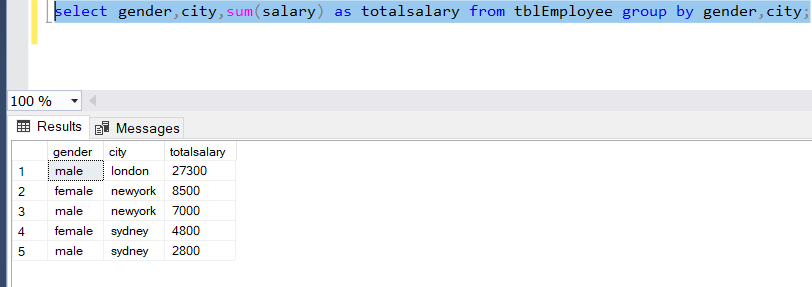 select gender,city,sum(salary) as totalsalary from tblEmployee group by gender,city;
100 %
Results Messages
gender city totalsalary
1 male london 27300
2 female newyork 8500
3 male newyork 7000
4 female sydney 4800
5 male sydney 2800